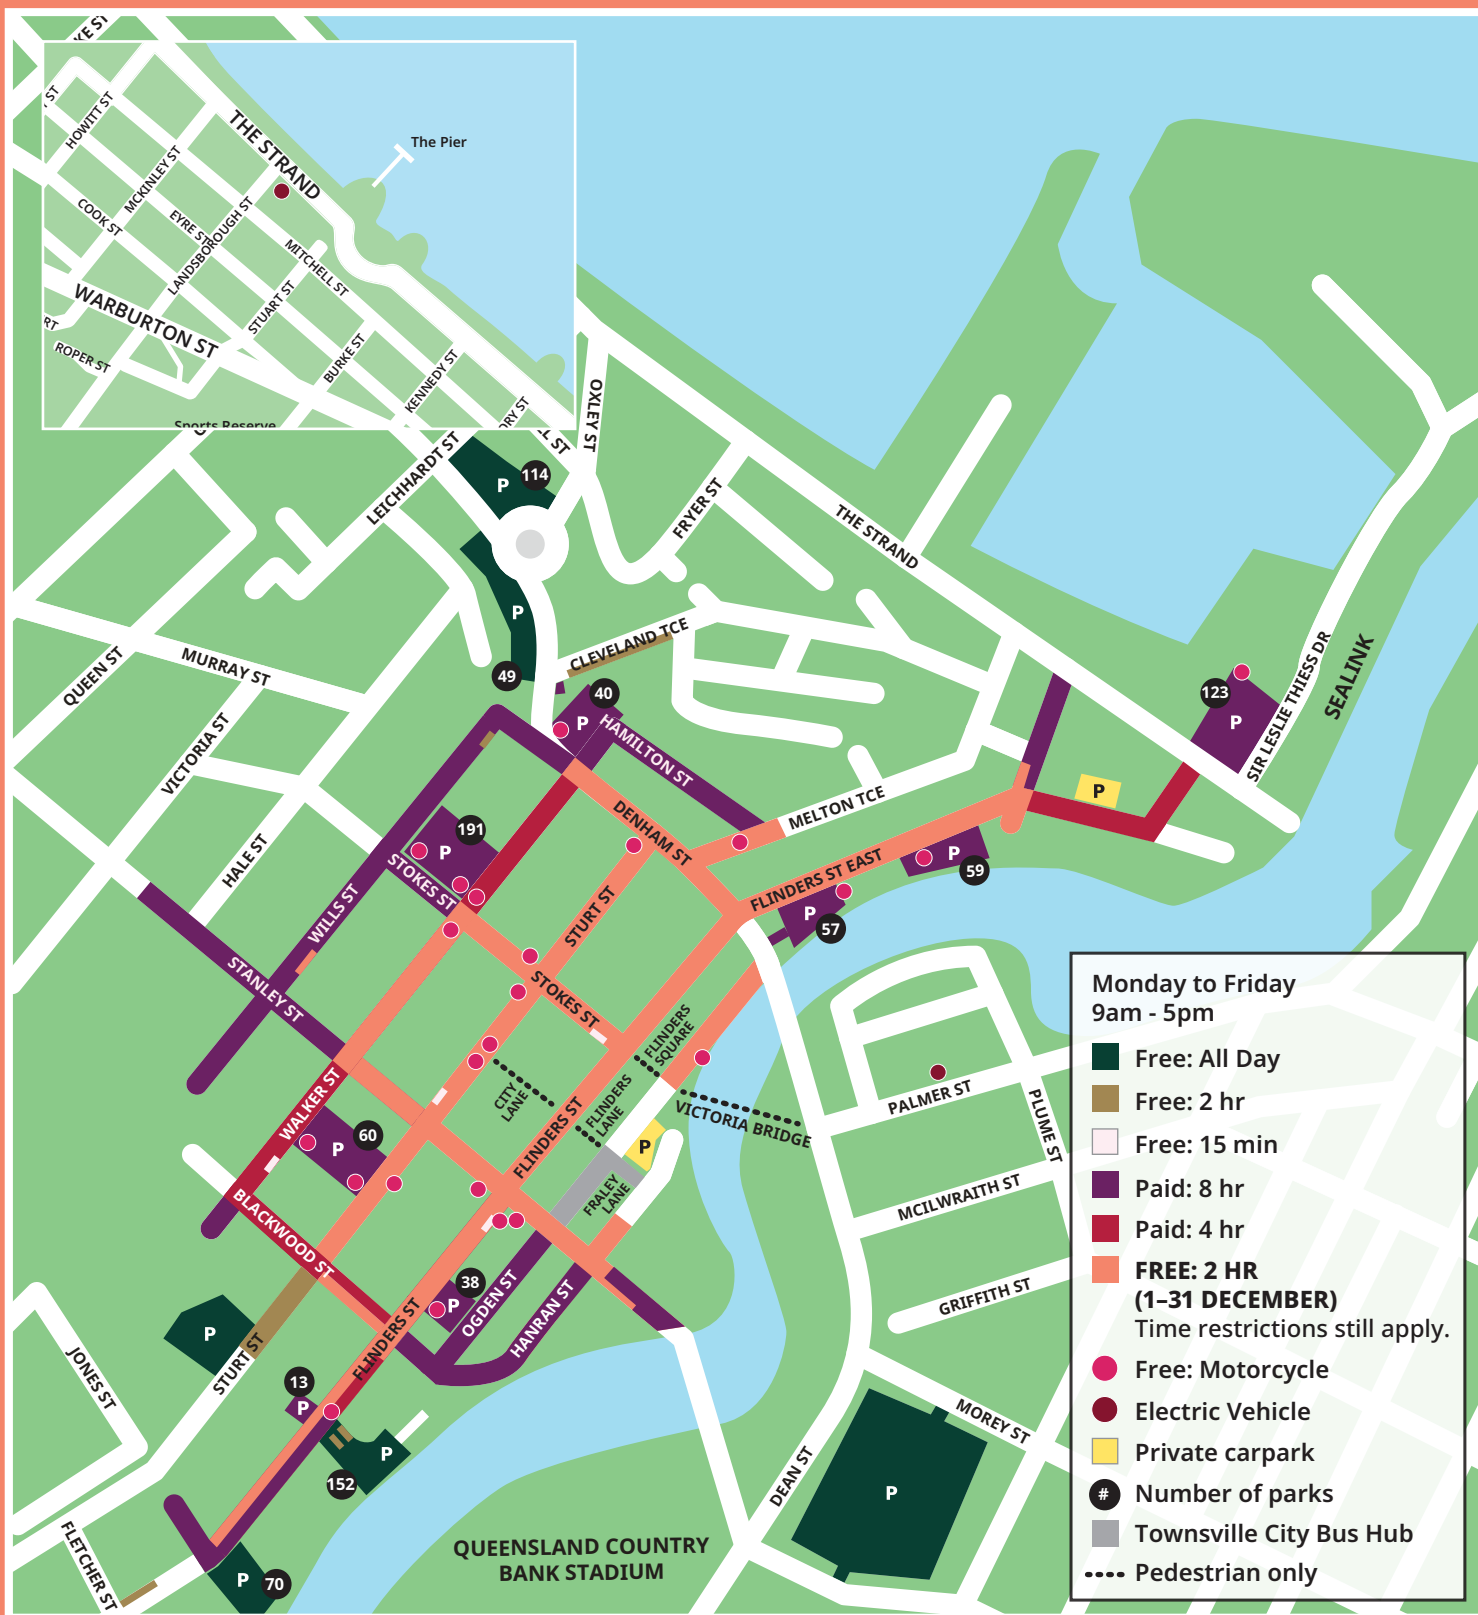 KE ST
ST
HOWITT ST
MCKINLEY ST
THE STRAND
The Pier
COOK ST
EYRE ST
LANDSBOROUGH ST
MITCHELL ST
WARBURTON ST
STUART ST
RT
ROPER ST
BURKE ST
KENNEDY ST
ORY ST
Sports Reserve
LL ST
OXLEY ST
LEICHHARDT ST
P
114
FRYER ST
THE STRAND
P
49
CLEVELAND TCE
MURRAY ST
QUEEN ST
VICTORIA ST
HALE ST
40
P
HAMILTON ST
123
P
SIR LESLIE THIESS DR
SEALINK
P
MELTON TCE
DENHAM ST
191
P
STOKES ST
WILLS ST
STURT ST
FLINDERS ST EAST
P
59
P
57
STANLEY ST
STOKES ST
FLINDERS
SQUARE
CITY
LANE
FLINDERS
LANE
FLINDERS ST
VICTORIA BRIDGE
WALKER ST
60
P
P
FRALEY
LANE
BLACKWOOD ST
PALMER ST
PLUME ST
MCILWRAITH ST
GRIFFITH ST
38
P
OGDEN ST
HANRAN ST
FLINDERS ST
P
STURT ST
JONES ST
13
P
P
152
MOREY ST
DEAN ST
P
FLETCHER ST
P
70
QUEENSLAND COUNTRY
BANK STADIUM
Monday to Friday
9am - 5pm
Free: All Day
Free: 2 hr
Free: 15 min
Paid: 8 hr
Paid: 4 hr
FREE: 2 HR
(1–31 DECEMBER)
Time restrictions still apply.
Free: Motorcycle
Electric Vehicle
Private carpark
# Number of parks
Townsville City Bus Hub
Pedestrian only